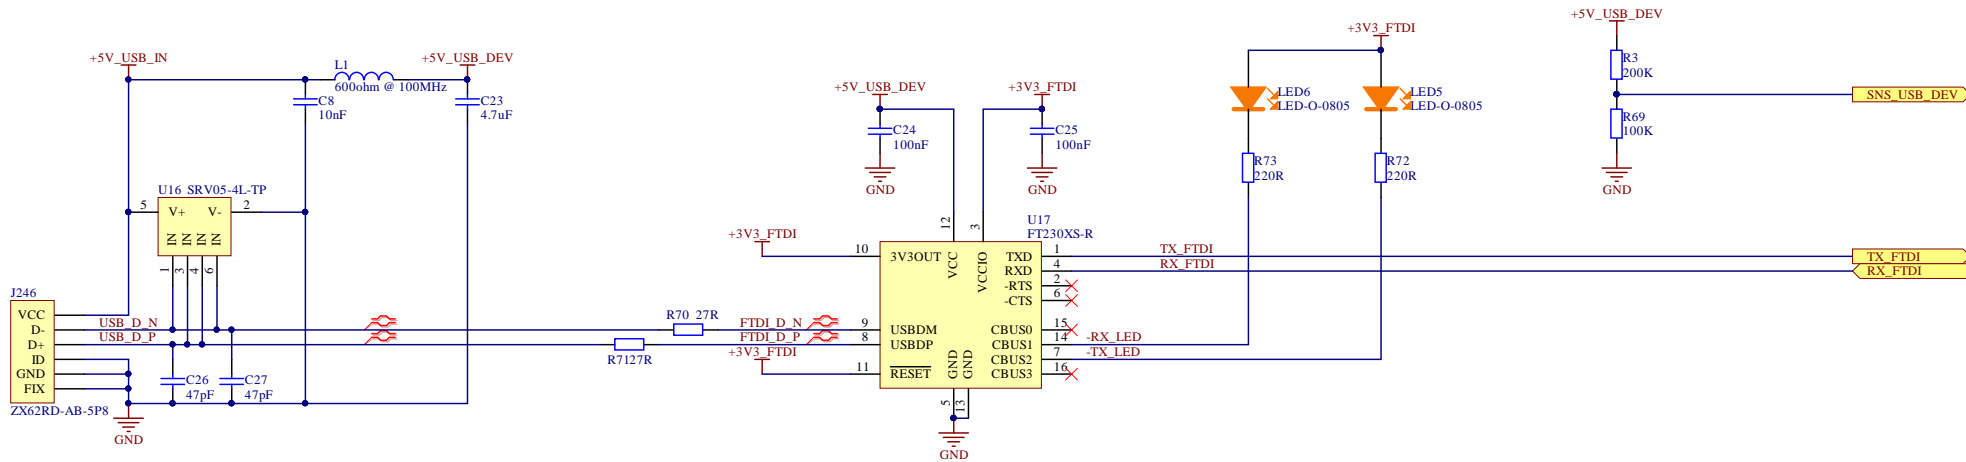 +5V_USB_IN
L1
600ohm @ 100MHz
+5V_USB_DEV
C8
10nF
C23
4.7uF
U16 SRV05-4L-TP
5
V+
V-
2
IN
IN
IN
IN
1
3
4
6
J246
VCC
D-
D+
ID
GND
FIX
ZX62RD-AB-5P8
USB_D_N
USB_D_P
C26
47pF
C27
47pF
GND
R70 27R
R7127R
FTDI_D_N
FTDI_D_P
+3V3_FTDI
+3V3_FTDI
+5V_USB_DEV
C24
100nF
GND
+3V3_FTDI
C25
100nF
GND
U17
FT230XS-R
12
3
10
3V3OUT
VCC
VCCIO
TXD
1
RXD
4
-RTS
2
-CTS
6
9
USBDM
8
USBDP
11
RESET
CBUS0
15
CBUS1
14
CBUS2
7
CBUS3
16
GND
GND
5
13
GND
TX_FTDI
RX_FTDI
-RX_LED
-TX_LED
+3V3_FTDI
LED6
LED-O-0805
LED5
LED-O-0805
R73
220R
R72
220R
+5V_USB_DEV
R3
200K
R69
100K
GND
SNS_USB_DEV
TX_FTDI
RX_FTDI